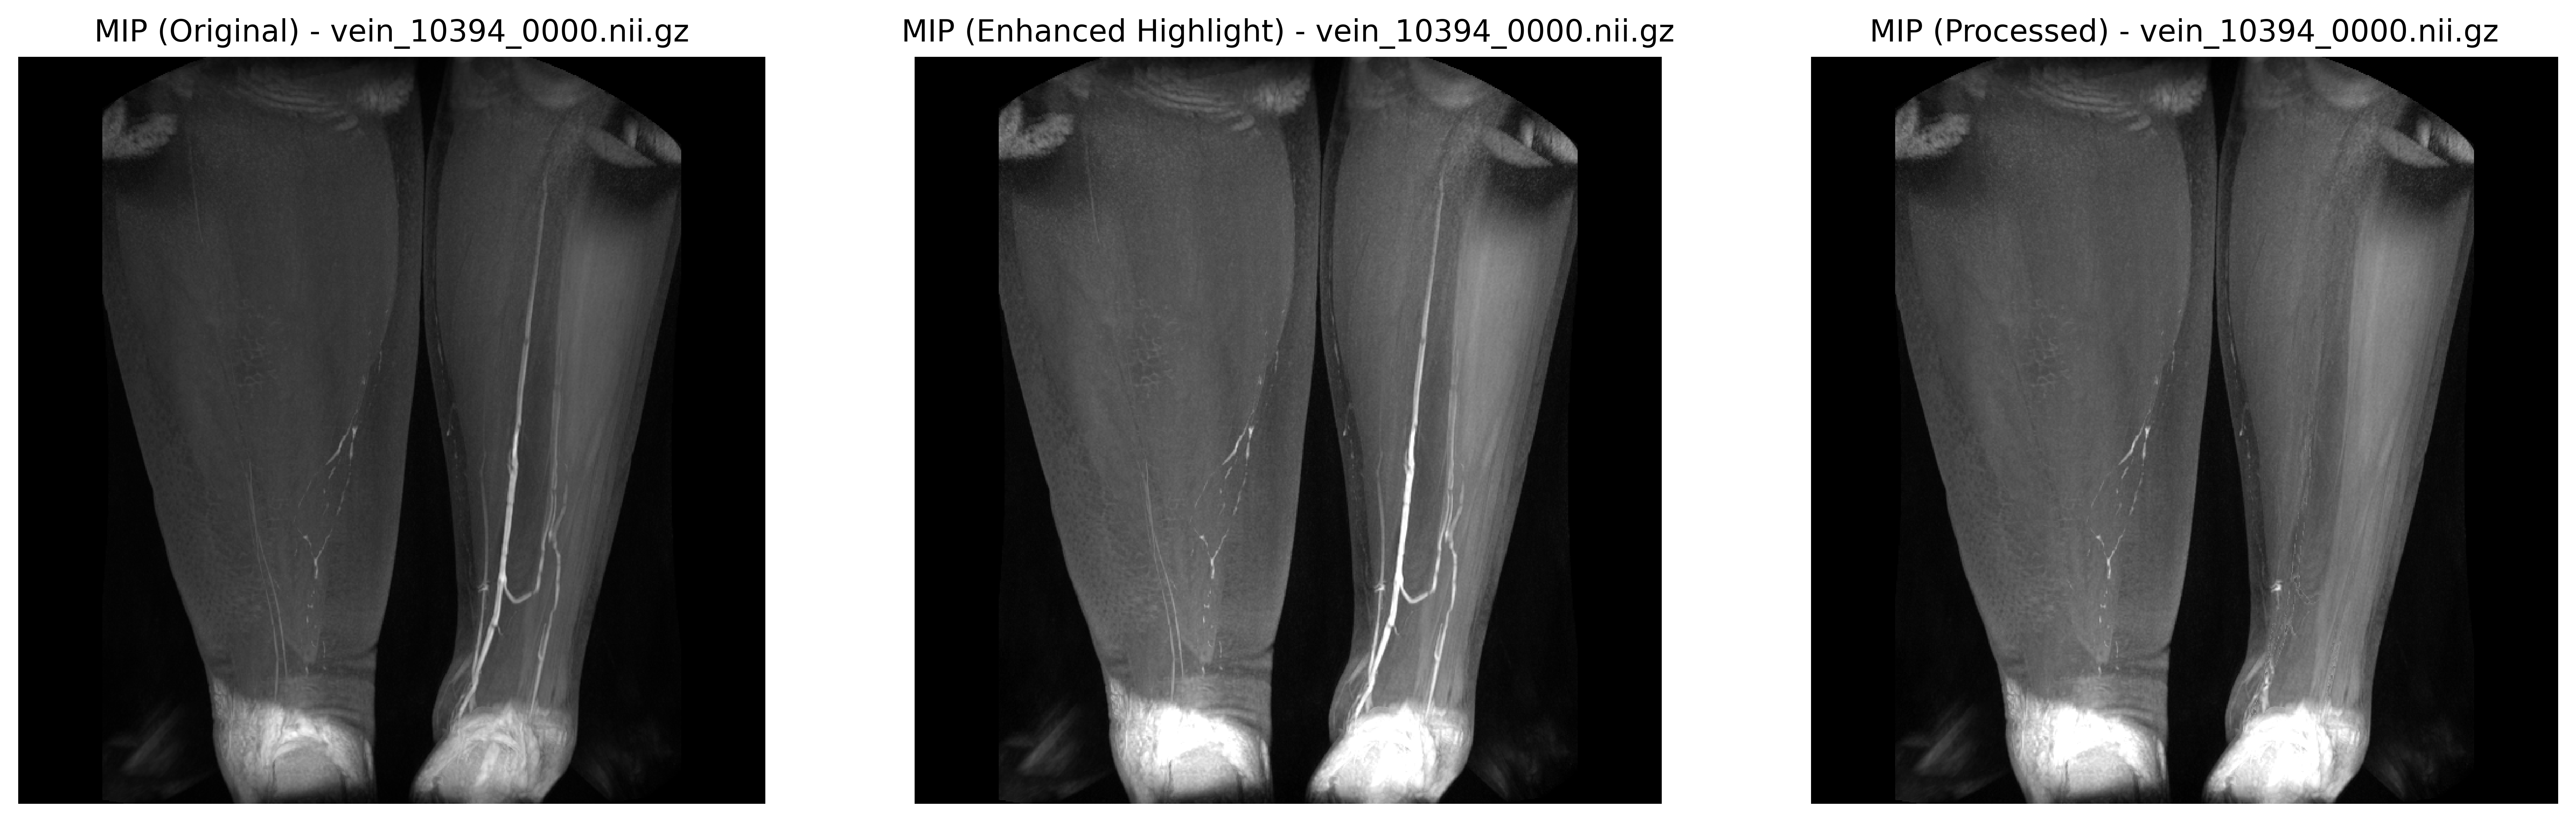 MIP (Original) - vein_10394_0000.nii.gz
MIP (Enhanced Highlight) - vein_10394_0000.nii.gz
MIP (Processed) - vein_10394_0000.nii.gz